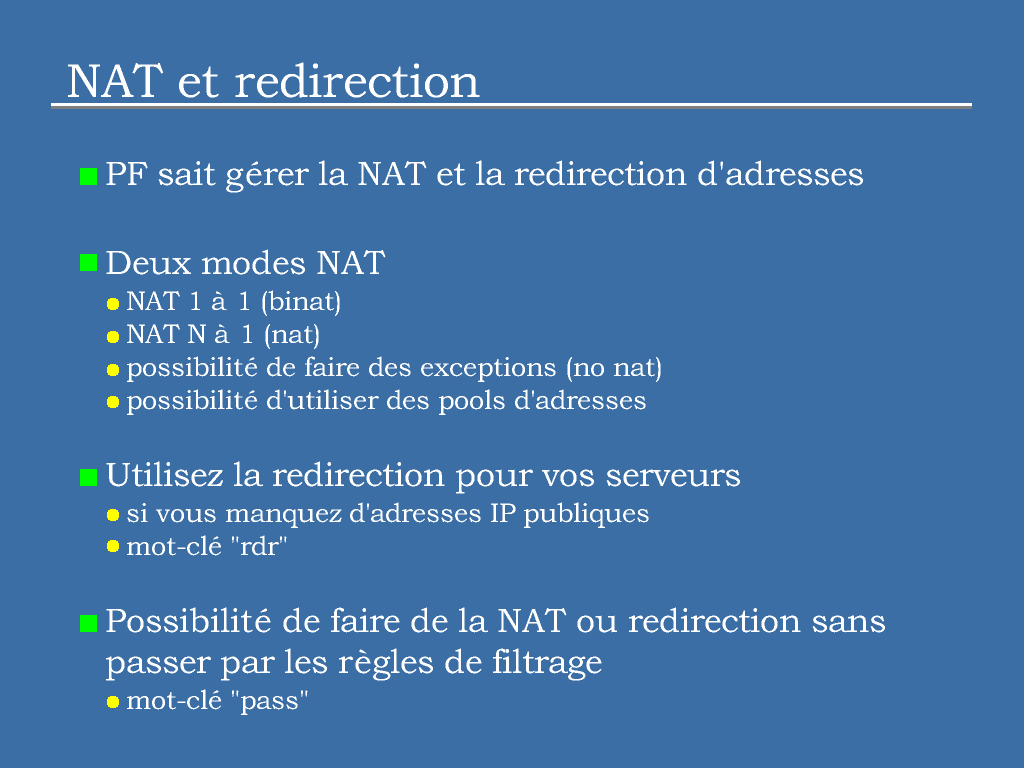 NAT et redirection
PF sait gérer la NAT et la redirection d'adresses
Deux modes NAT
NAT 1 à 1 (binat)
NAT N à 1 (nat)
possibilité de faire des exceptions (no nat)
possibilité d'utiliser des pools d'adresses
Utilisez la redirection pour vos serveurs
si vous manquez d'adresses IP publiques
mot-clé "rdr"
Possibilité de faire de la NAT ou redirection sans
passer par les règles de filtrage
mot-clé "pass"